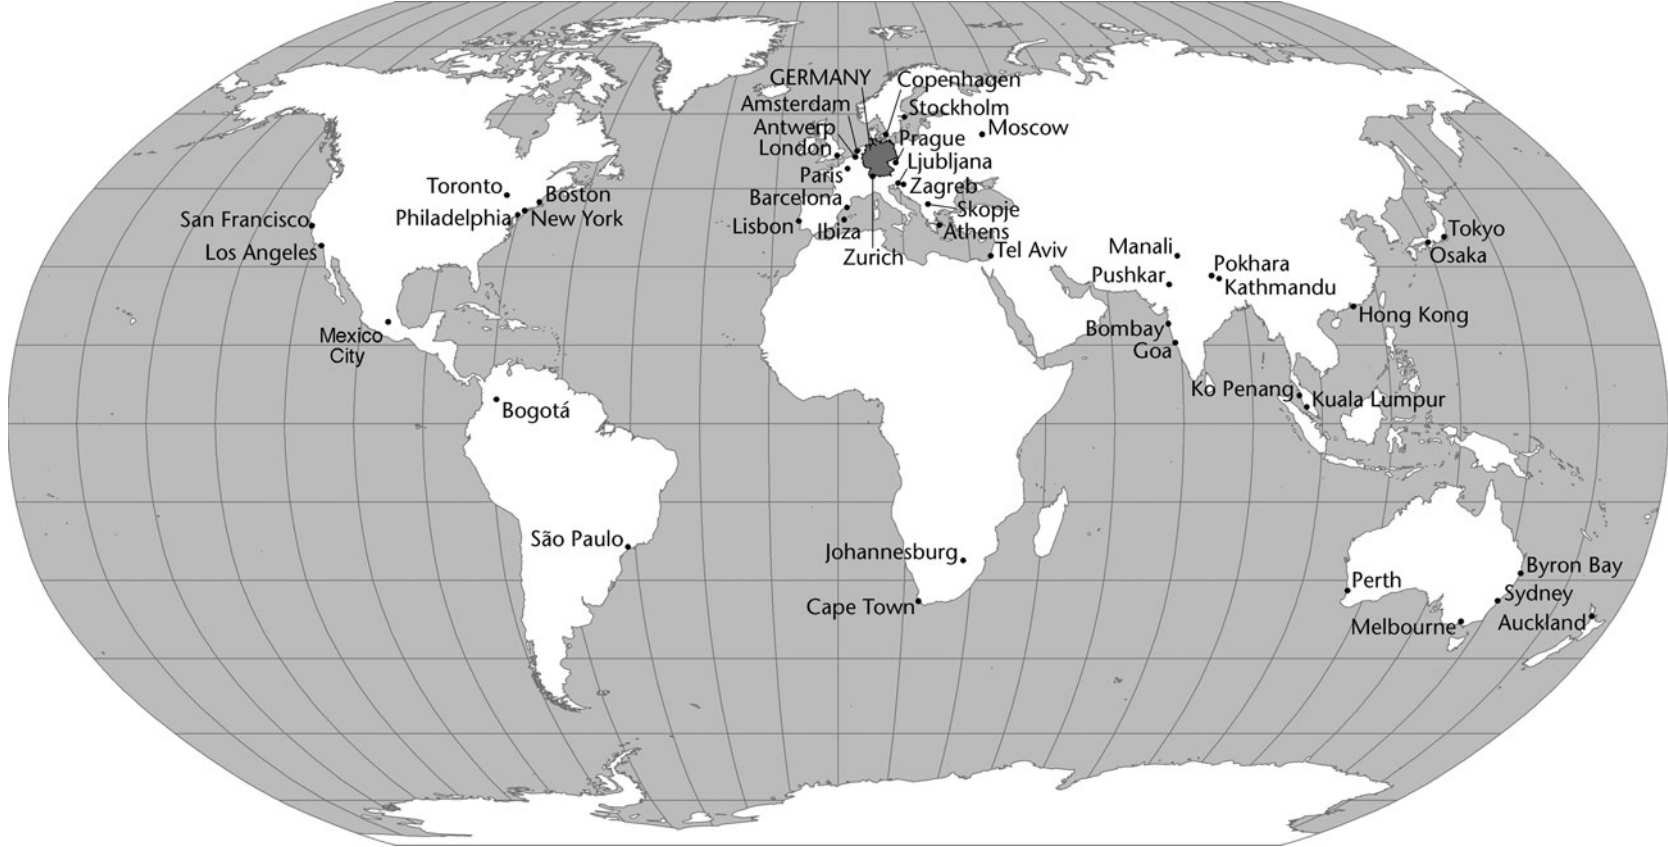 GERMANY
Copenhagen
Amsterdam
Stockholm
Antwerp
Moscow
London
Prague
Ljubljana
Paris
Zagreb
Toronto
Boston
Barcelona
Skopje
San Francisco
Philadelphia
New York
Lisbon
Ibiza
Athens
Tokyo
Los Angeles
Zurich
Tel Aviv
Manali
Osaka
Pushkar
Pokhara
Kathmandu
Hong Kong
Mexico
City
Bombay
Goa
Ko Penang
Kuala Lumpur
Bogotá
São Paulo
Johannesburg
Byron Bay
Perth
Sydney
Cape Town
Melbourne
Auckland